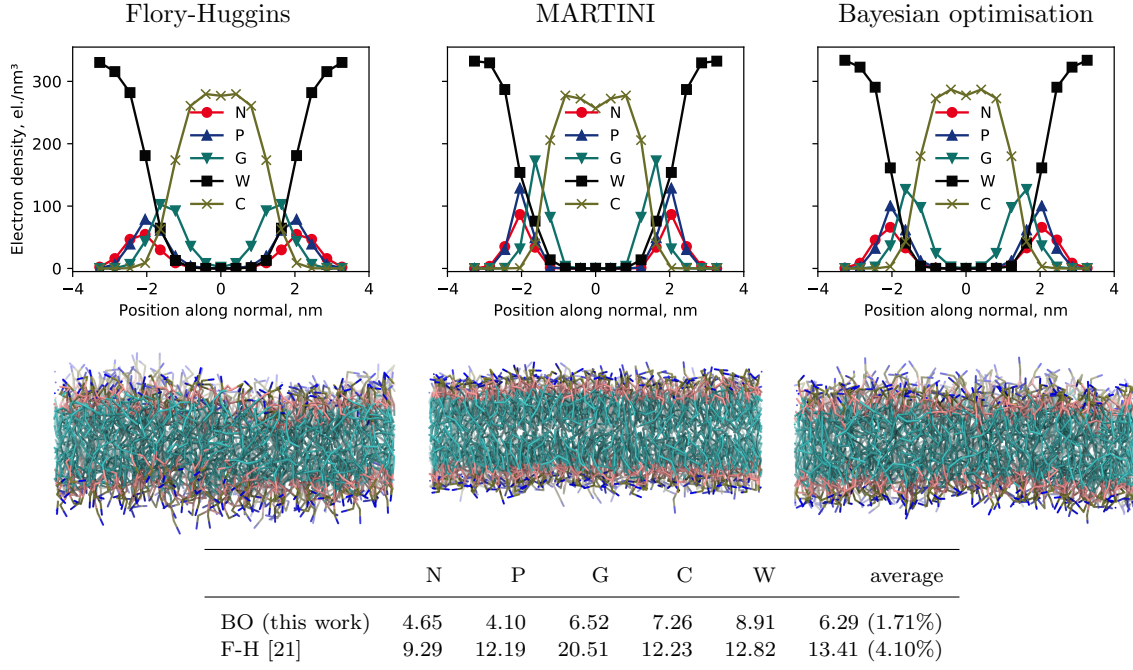 Flory-Huggins MARTINI Bayesian optimisation
Electron density, el./nm³
300
200
100
0
N
P
G
W
C
−4 −2 0 2 4
Position along normal, nm
N
P
G
W
C
−4 −2 0 2 4
Position along normal, nm
N
P
G
W
C
−4 −2 0 2 4
Position along normal, nm
N P G C W average
BO (this work) 4.65 4.10 6.52 7.26 8.91 6.29 (1.71%)
F-H [21] 9.29 12.19 20.51 12.23 12.82 13.41 (4.10%)